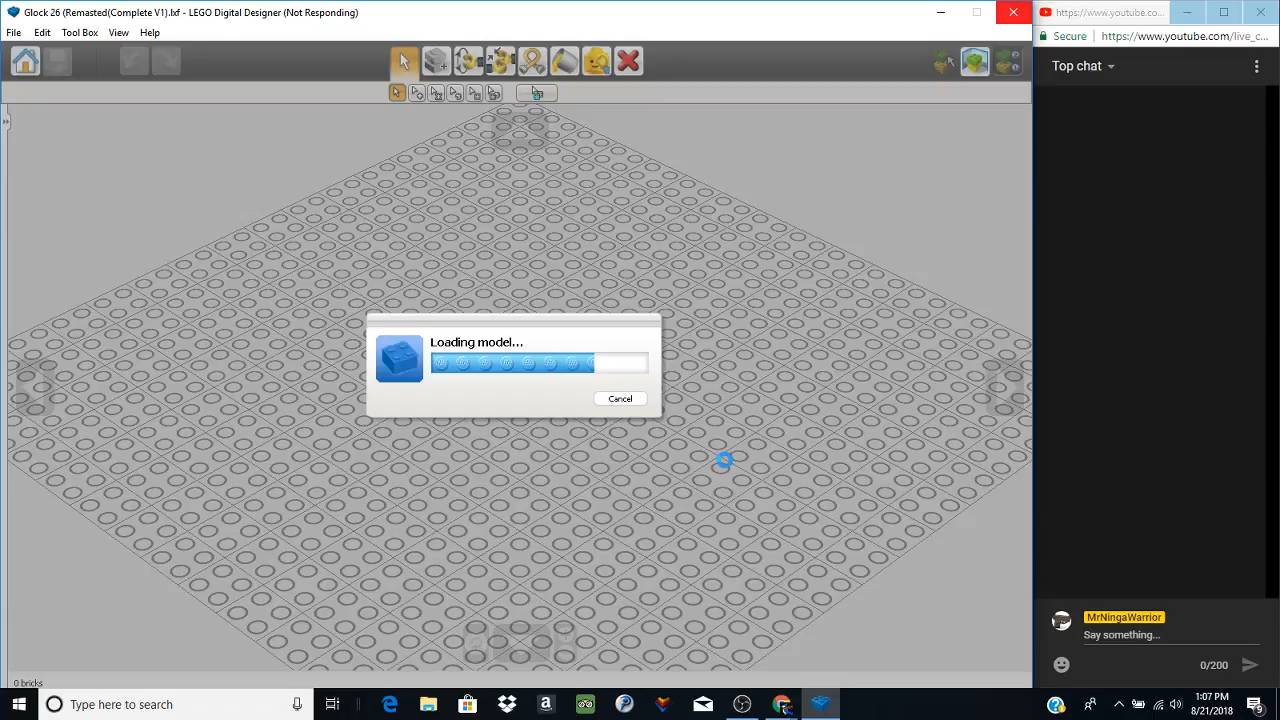 Glock 26 (Remasted(Complete V1).lxf - LEGO Digital Designer (Not Responding)
File Edit Tool Box View Help
Loading model...
Cancel
0 bricks
https://www.youtube.co...
Secure https://www.youtube.com/live_c...
Top chat
MrNingaWarrior
Say something...
0/200
Type here to search
1:07 PM
8/21/2018